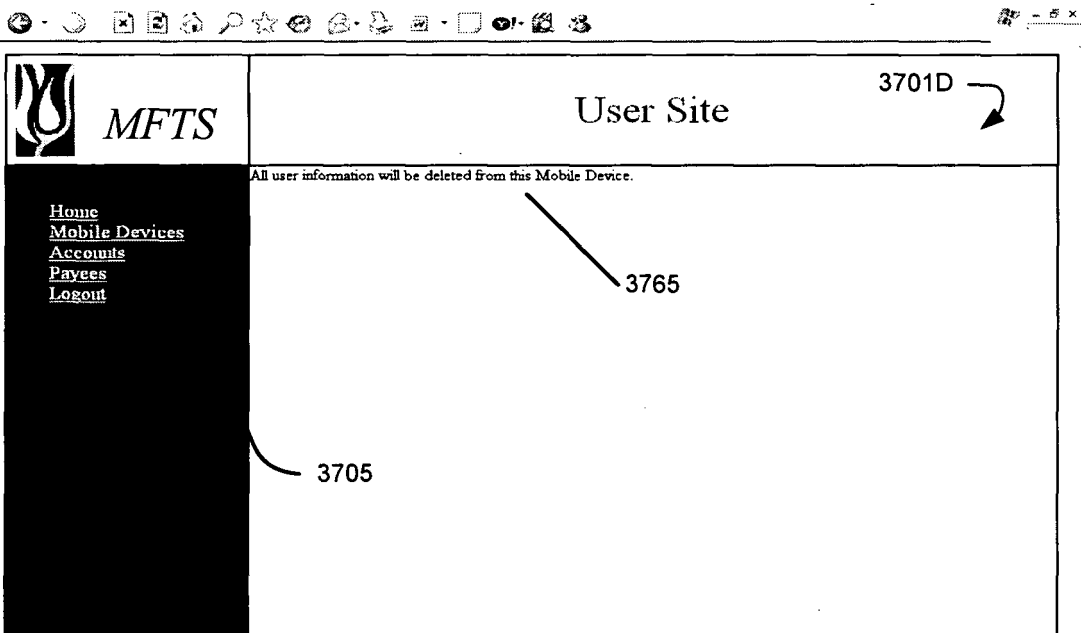 3701D
MFTS
User Site
All user information will be deleted from this Mobile Device.
Home
Mobile Devices
Accounts
Payees
Logout
3765
3705